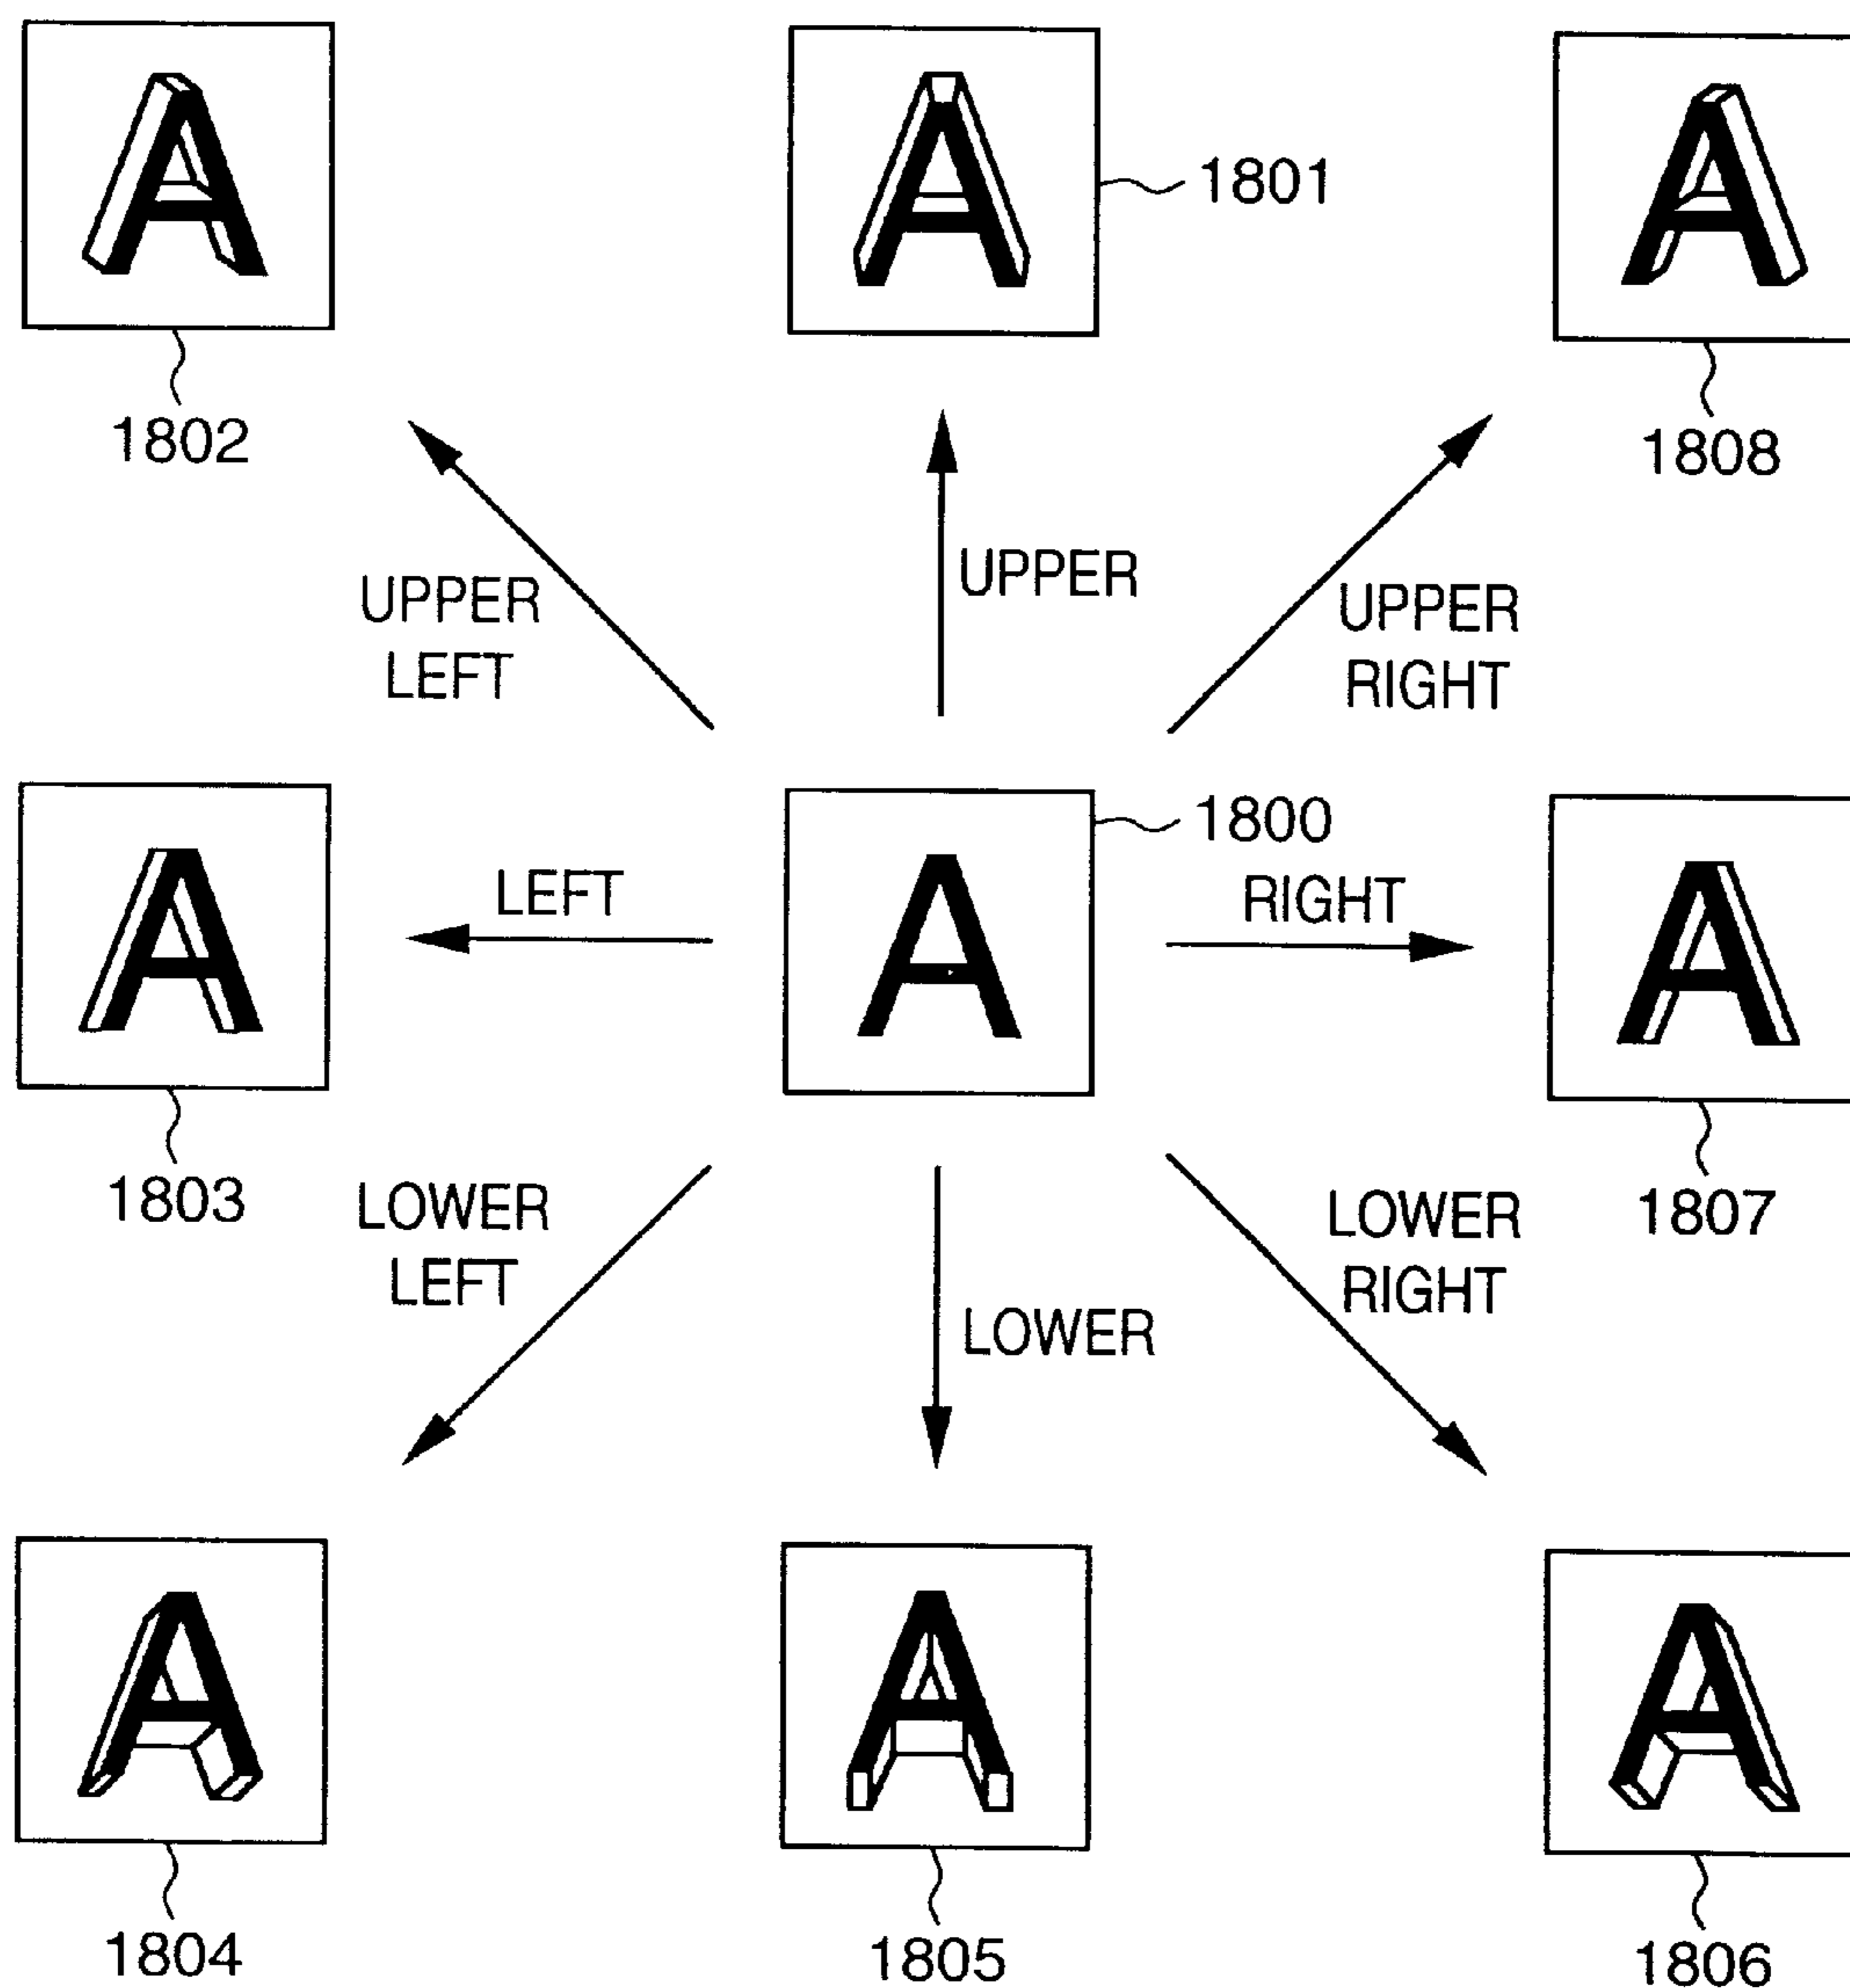 A A A
1801
1802
1808
UPPER
LEFT
UPPER
UPPER
RIGHT
1800
A A A
LEFT
RIGHT
1803
1807
LOWER
LEFT
LOWER
LOWER
RIGHT
A A A
1804
1805
1806